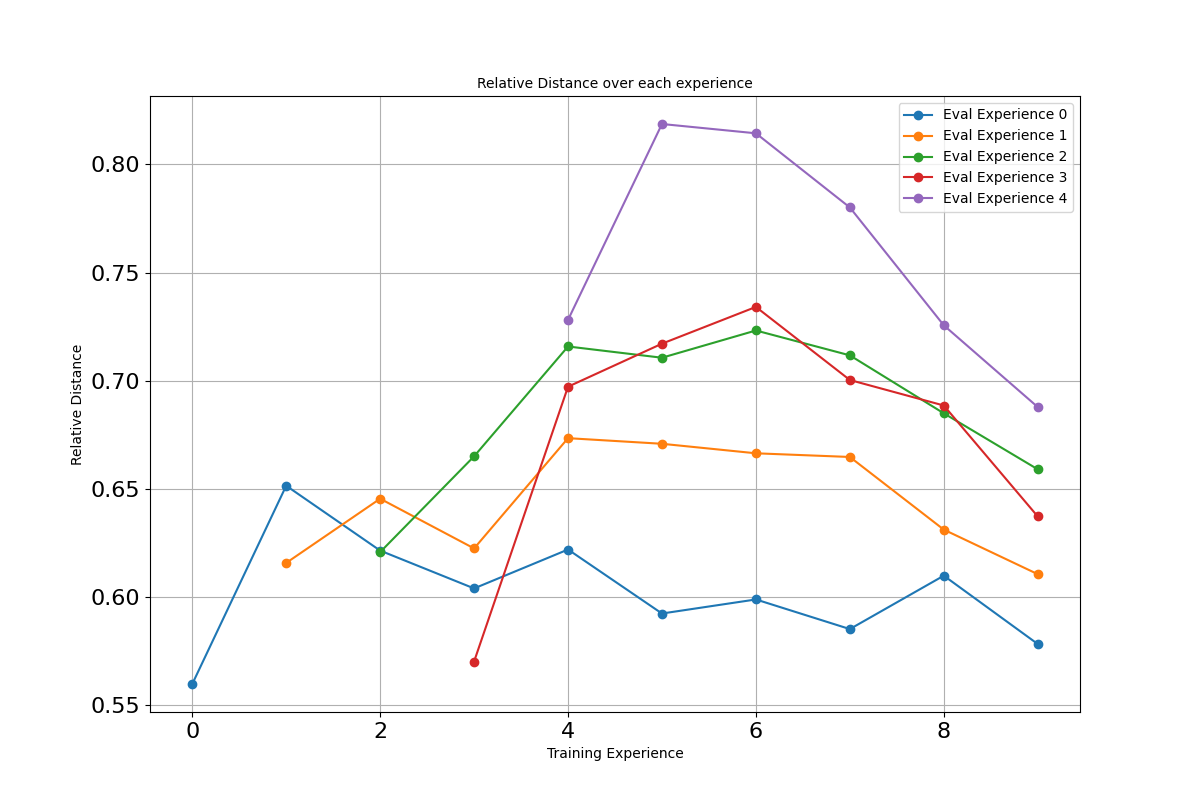 Relative Distance over each experience
Eval Experience 0
Eval Experience 1
Eval Experience 2
Eval Experience 3
Eval Experience 4
Relative Distance
0.80
0.75
0.70
0.65
0.60
0.55
0 2 4 6 8
Training Experience